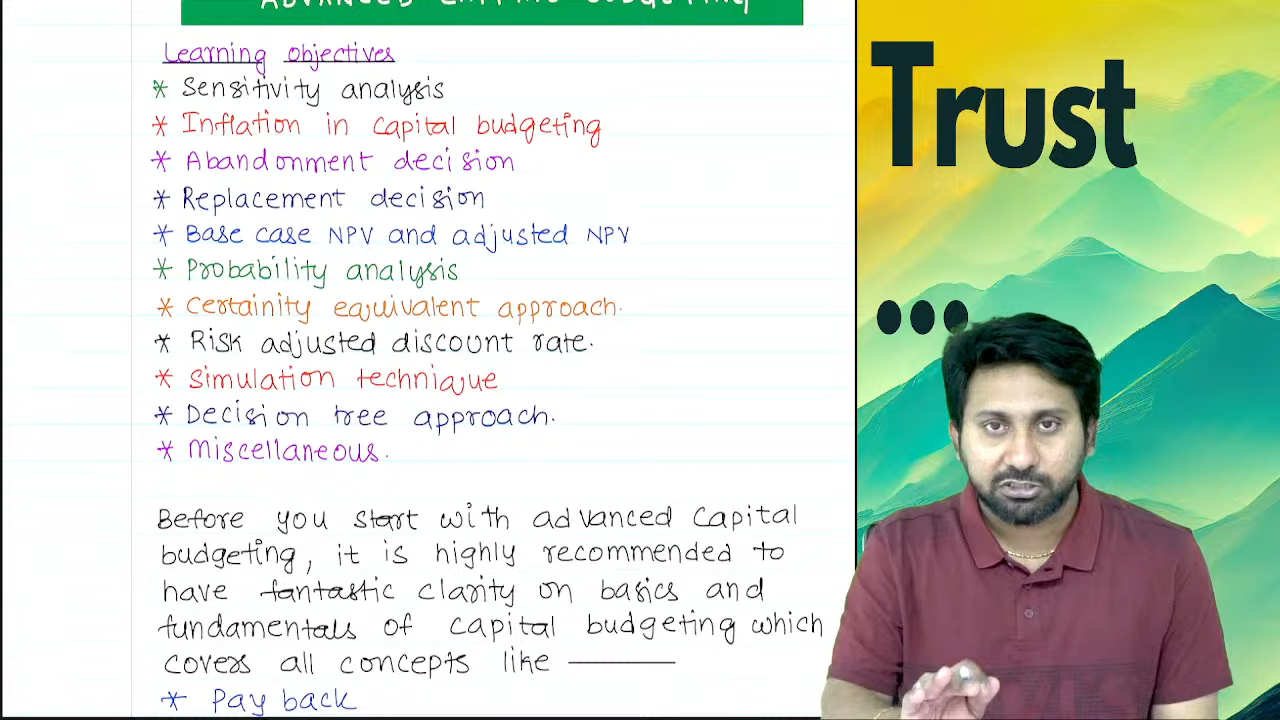 ADVANCED CAPITAL BUDGETING
Learning objectives
* Sensitivity analysis
* Inflation in capital budgeting
* Abandonment decision
* Replacement decision
* Base case NPV and adjusted NPV
* Probability analysis
* Certainity equivalent approach.
* Risk adjusted discount rate.
* Simulation technique
* Decision tree approach.
* Miscellaneous.
Before you start with advanced capital
budgeting, it is highly recommended to
have fantastic clarity on basics and
fundamentals of capital budgeting which
covers all concepts like ———
* Pay back
Trust
...